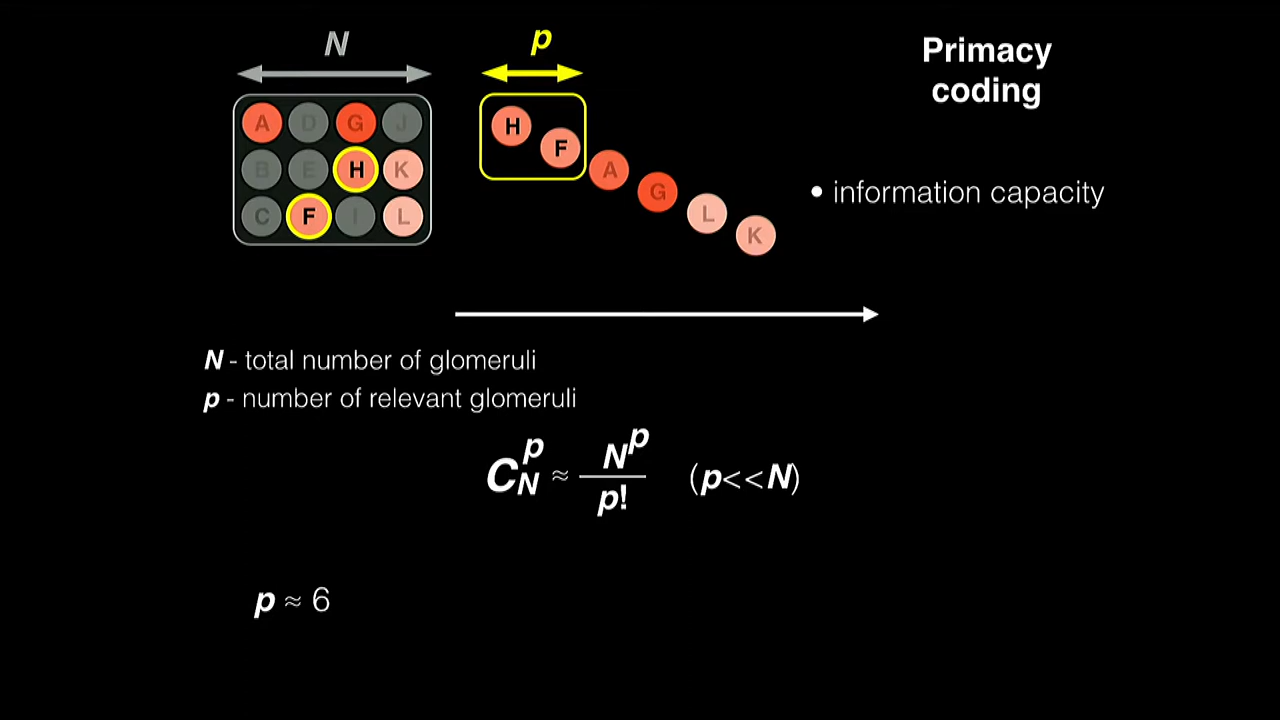 N
p
Primacy
coding
A D G J
B E H K
C F I L
H
F
A
G
L
K
• information capacity
N - total number of glomeruli
p - number of relevant glomeruli
C_N^p ≈ N^p / p! (p<<N)
p ≈ 6